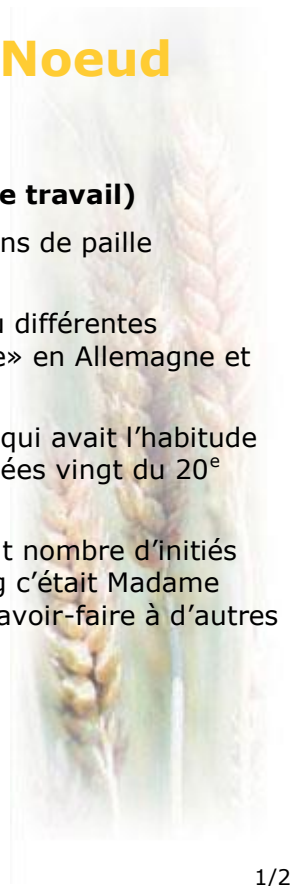 Noeud
e travail)
ns de paille
u différentes
e» en Allemagne et
qui avait l’habitude
ées vingt du 20e
t nombre d’initiés
g c’était Madame
avoir-faire à d’autres
1/2